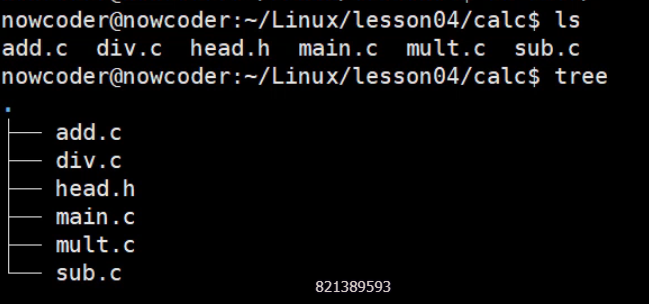 nowcoder@nowcoder:~/Linux/lesson04/calc$ ls
add.c  div.c  head.h  main.c  mult.c  sub.c
nowcoder@nowcoder:~/Linux/lesson04/calc$ tree
.
├── add.c
├── div.c
├── head.h
├── main.c
├── mult.c
└── sub.c
821389593